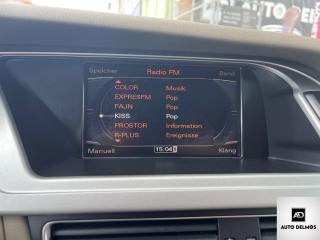 Speicher Radio FM Band
COLOR Musik
EXPRESFM Pop
FAJN Pop
KISS Pop
PROSTOR Information
R-PLUS Ereignisse
Manuell 15:04 Klang
AD
AUTO DELMOS